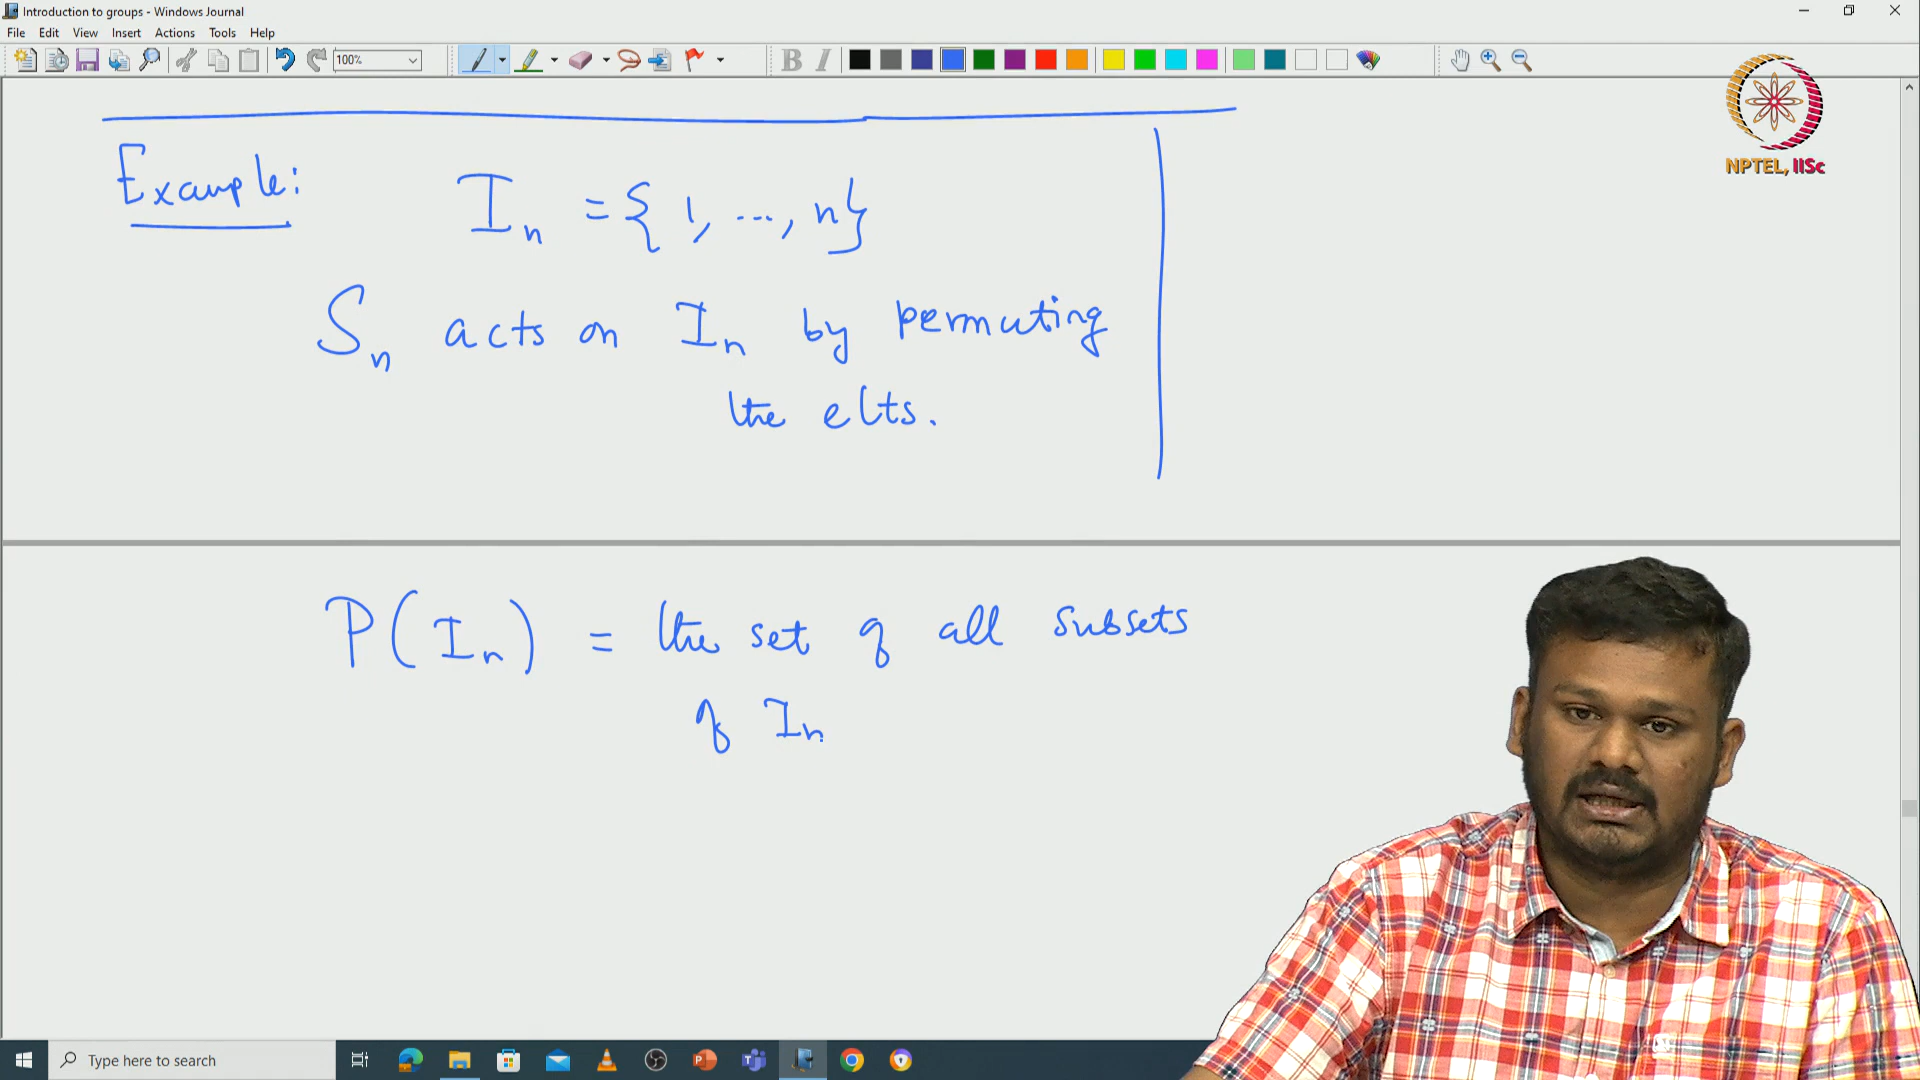 Introduction to groups - Windows Journal
File Edit View Insert Actions Tools Help
100%
B I
NPTEL, IISc
Example: In = {1, ..., n}
Sn acts on In by permuting
the elts.
P(In) = the set of all subsets
of In
Type here to search